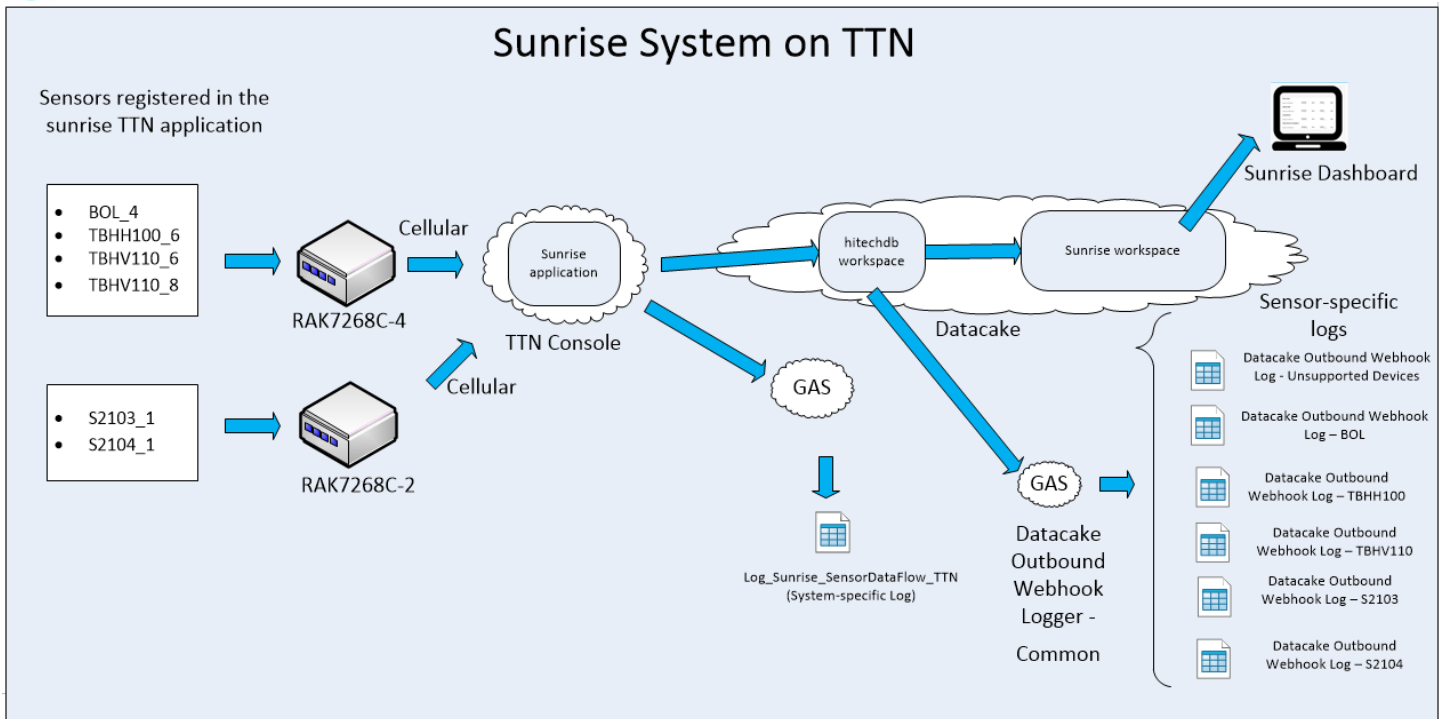 Sunrise System on TTN
Sensors registered in the
sunrise TTN application
BOL_4
TBHH100_6
TBHV110_6
TBHV110_8
RAK7268C-4
Cellular
S2103_1
S2104_1
RAK7268C-2
Cellular
Sunrise
application
TTN Console
hitechdb
workspace
Sunrise workspace
Datacake
Sunrise Dashboard
GAS
Log_Sunrise_SensorDataFlow_TTN
(System-specific Log)
GAS
Datacake
Outbound
Webhook
Logger -
Common
Sensor-specific
logs
Datacake Outbound Webhook
Log - Unsupported Devices
Datacake Outbound Webhook
Log – BOL
Datacake Outbound
Webhook Log – TBHH100
Datacake Outbound
Webhook Log – TBHV110
Datacake Outbound
Webhook Log – S2103
Datacake Outbound
Webhook Log – S2104